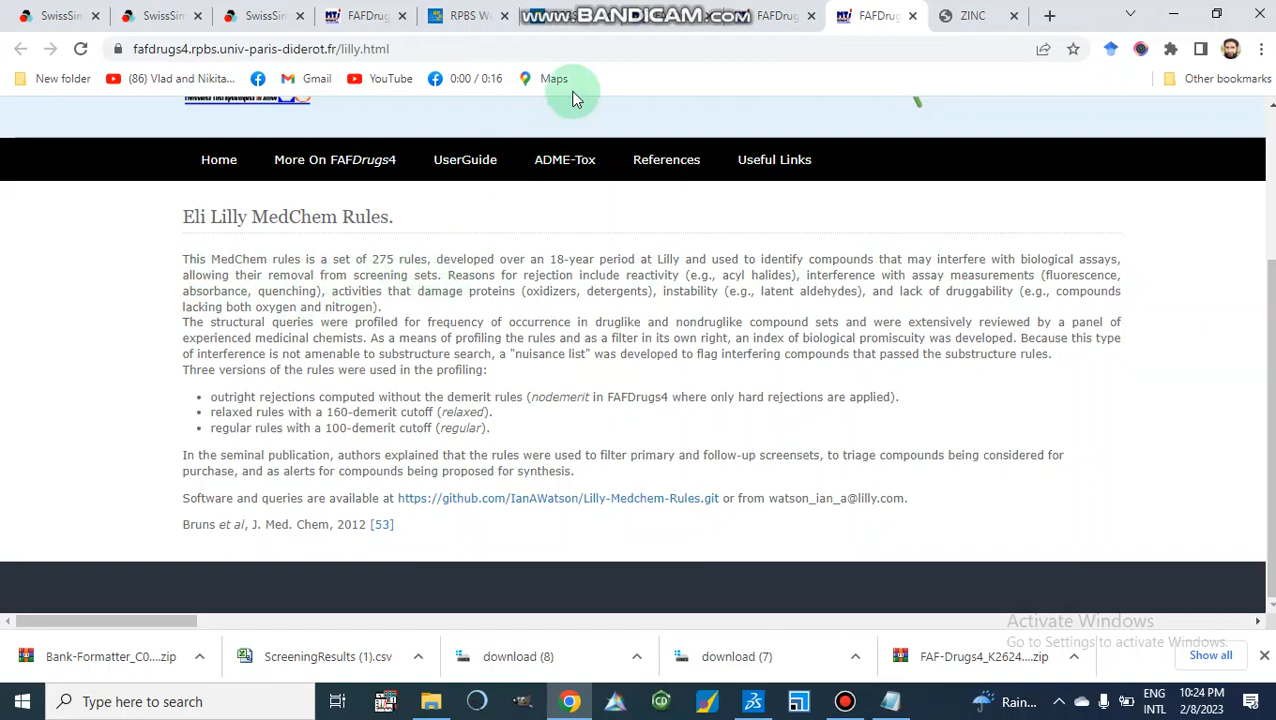 SwissSim
SwissSim
SwissSim
FAFDrug
RPBS W
www.BANDICAM.com
FAFDrug
FAFDrug
ZINC
fafdrugs4.rpbs.univ-paris-diderot.fr/lilly.html
New folder
(86) Vlad and Nikita...
Gmail
YouTube
0:00 / 0:16
Maps
Other bookmarks
Home
More On FAFDrugs4
UserGuide
ADME-Tox
References
Useful Links
Eli Lilly MedChem Rules.
This MedChem rules is a set of 275 rules, developed over an 18-year period at Lilly and used to identify compounds that may interfere with biological assays,
allowing their removal from screening sets. Reasons for rejection include reactivity (e.g., acyl halides), interference with assay measurements (fluorescence,
absorbance, quenching), activities that damage proteins (oxidizers, detergents), instability (e.g., latent aldehydes), and lack of druggability (e.g., compounds
lacking both oxygen and nitrogen).
The structural queries were profiled for frequency of occurrence in druglike and nondruglike compound sets and were extensively reviewed by a panel of
experienced medicinal chemists. As a means of profiling the rules and as a filter in its own right, an index of biological promiscuity was developed. Because this type
of interference is not amenable to substructure search, a "nuisance list" was developed to flag interfering compounds that passed the substructure rules.
Three versions of the rules were used in the profiling:
• outright rejections computed without the demerit rules (nodemerit in FAFDrugs4 where only hard rejections are applied).
• relaxed rules with a 160-demerit cutoff (relaxed).
• regular rules with a 100-demerit cutoff (regular).
In the seminal publication, authors explained that the rules were used to filter primary and follow-up screensets, to triage compounds being considered for
purchase, and as alerts for compounds being proposed for synthesis.
Software and queries are available at https://github.com/IanAWatson/Lilly-Medchem-Rules.git or from watson_ian_a@lilly.com.
Bruns et al, J. Med. Chem, 2012 [53]
Activate Windows
Go to Settings to activate Windows.
Bank-Formatter_C0....zip
ScreeningResults (1).csv
download (8)
download (7)
FAF-Drugs4_K2624....zip
Show all
Type here to search
Rain...
ENG
INTL
10:24 PM
2/8/2023